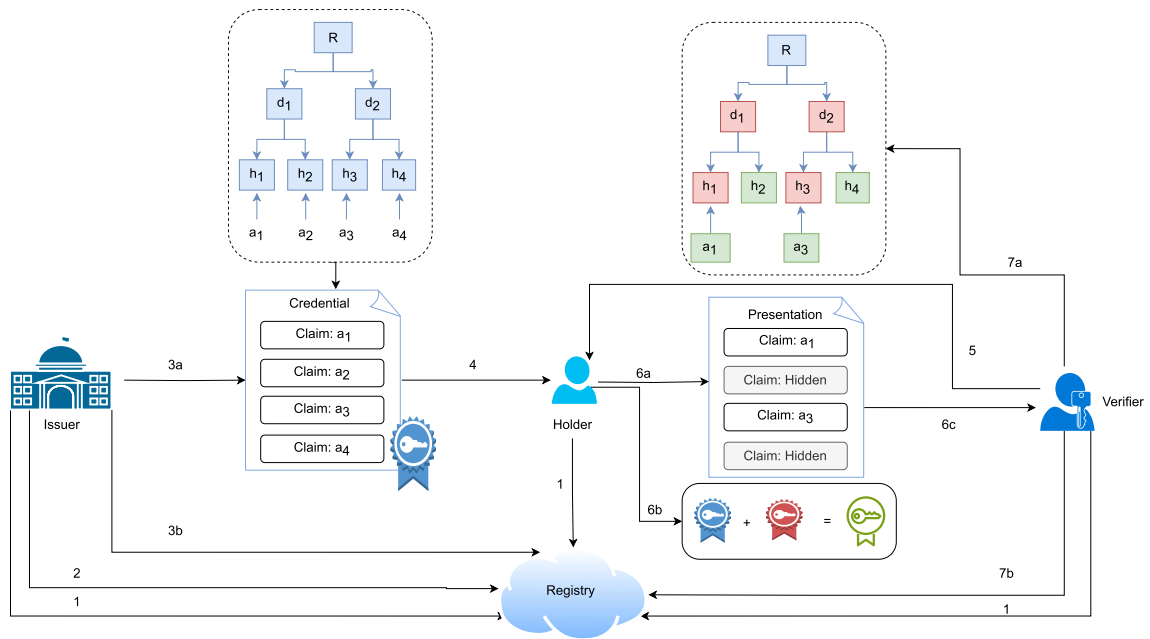 R
d1
d2
h1
h2
h3
h4
a1
a2
a3
a4
R
d1
d2
h1
h2
h3
h4
a1
a3
7a
Credential
Claim: a1
Claim: a2
Claim: a3
Claim: a4
Presentation
Claim: a1
Claim: Hidden
Claim: a3
Claim: Hidden
3a
4
6a
5
6c
Issuer
Holder
Verifier
1
6b
+
=
3b
2
1
Registry
7b
1